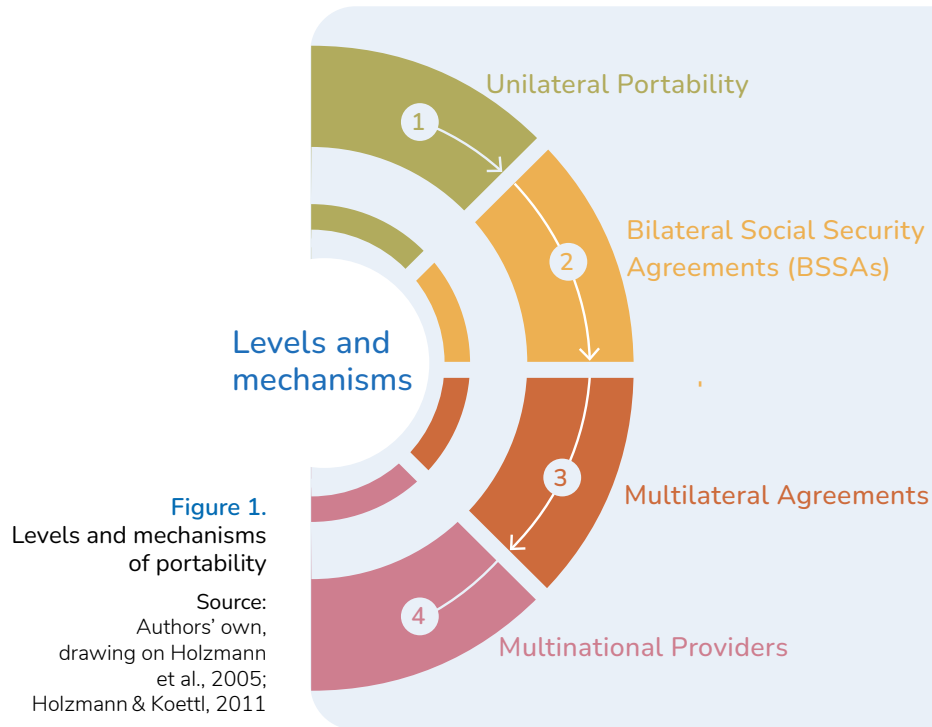 1
Unilateral Portability
2
Bilateral Social Security
Agreements (BSSAs)
Levels and
mechanisms
3
Multilateral Agreements
4
Multinational Providers
Figure 1.
Levels and mechanisms
of portability
Source:
Authors’ own,
drawing on Holzmann
et al., 2005;
Holzmann & Koettl, 2011